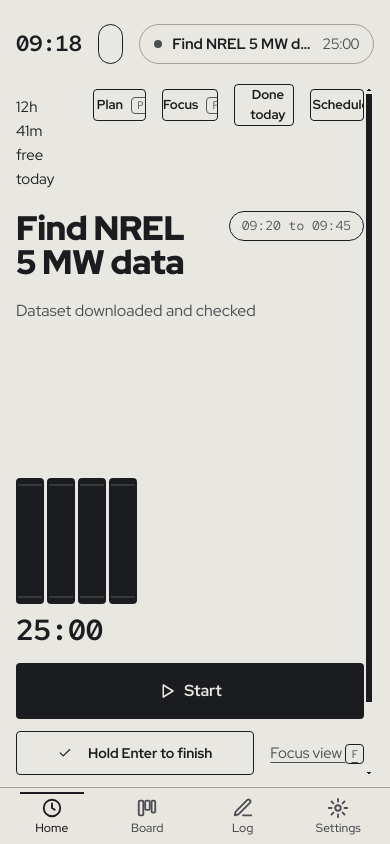 09:18
Find NREL 5 MW d... 25:00
12h
41m
free
today
Plan P
Focus F
Done
today
Schedul
Find NREL
5 MW data
09:20 to 09:45
Dataset downloaded and checked
25:00
Start
Hold Enter to finish
Focus view F
Home
Board
Log
Settings